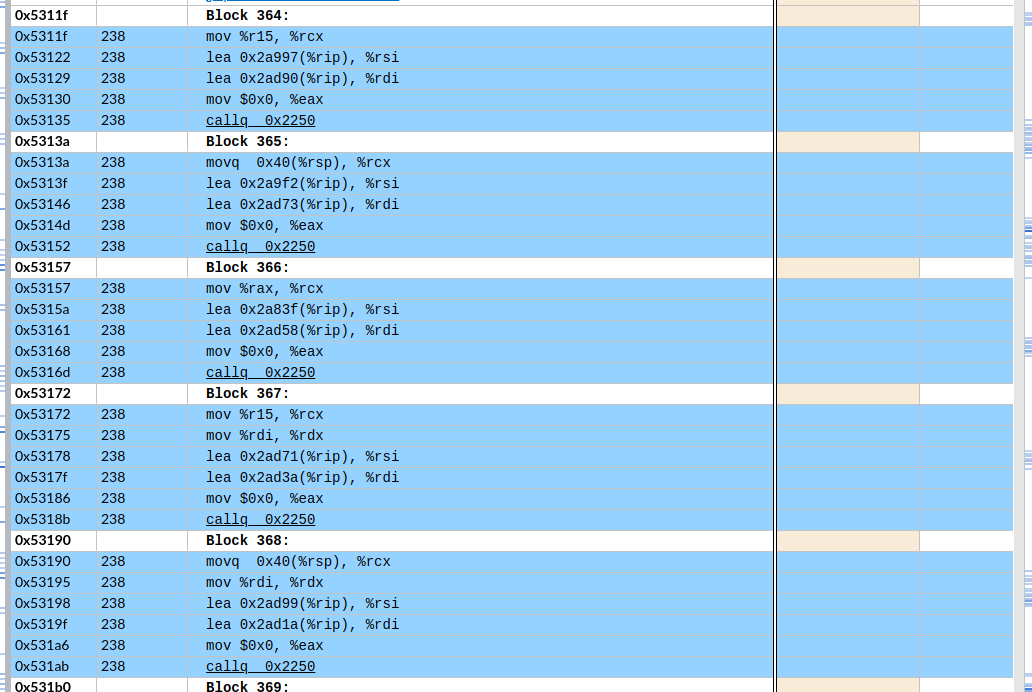 0x5311f Block 364:
0x5311f 238 mov %r15, %rcx
0x53122 238 lea 0x2a997(%rip), %rsi
0x53129 238 lea 0x2ad90(%rip), %rdi
0x53130 238 mov $0x0, %eax
0x53135 238 callq 0x2250
0x5313a Block 365:
0x5313a 238 movq 0x40(%rsp), %rcx
0x5313f 238 lea 0x2a9f2(%rip), %rsi
0x53146 238 lea 0x2ad73(%rip), %rdi
0x5314d 238 mov $0x0, %eax
0x53152 238 callq 0x2250
0x53157 Block 366:
0x53157 238 mov %rax, %rcx
0x5315a 238 lea 0x2a83f(%rip), %rsi
0x53161 238 lea 0x2ad58(%rip), %rdi
0x53168 238 mov $0x0, %eax
0x5316d 238 callq 0x2250
0x53172 Block 367:
0x53172 238 mov %r15, %rcx
0x53175 238 mov %rdi, %rdx
0x53178 238 lea 0x2ad71(%rip), %rsi
0x5317f 238 lea 0x2ad3a(%rip), %rdi
0x53186 238 mov $0x0, %eax
0x5318b 238 callq 0x2250
0x53190 Block 368:
0x53190 238 movq 0x40(%rsp), %rcx
0x53195 238 mov %rdi, %rdx
0x53198 238 lea 0x2ad99(%rip), %rsi
0x5319f 238 lea 0x2ad1a(%rip), %rdi
0x531a6 238 mov $0x0, %eax
0x531ab 238 callq 0x2250
0x531b0 Block 369: